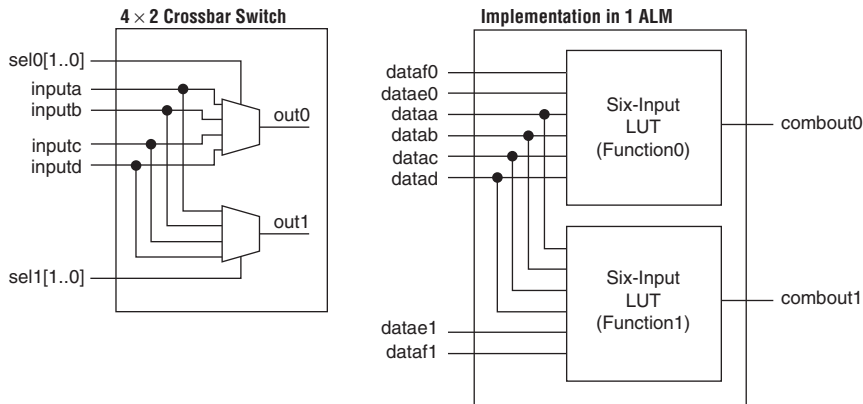 4 × 2 Crossbar Switch
sel0[1..0]
inputa
inputb
inputc
inputd
out0
out1
sel1[1..0]
Implementation in 1 ALM
dataf0
datae0
dataa
datab
datac
datad
Six-Input
LUT
(Function0)
combout0
Six-Input
LUT
(Function1)
combout1
datae1
dataf1